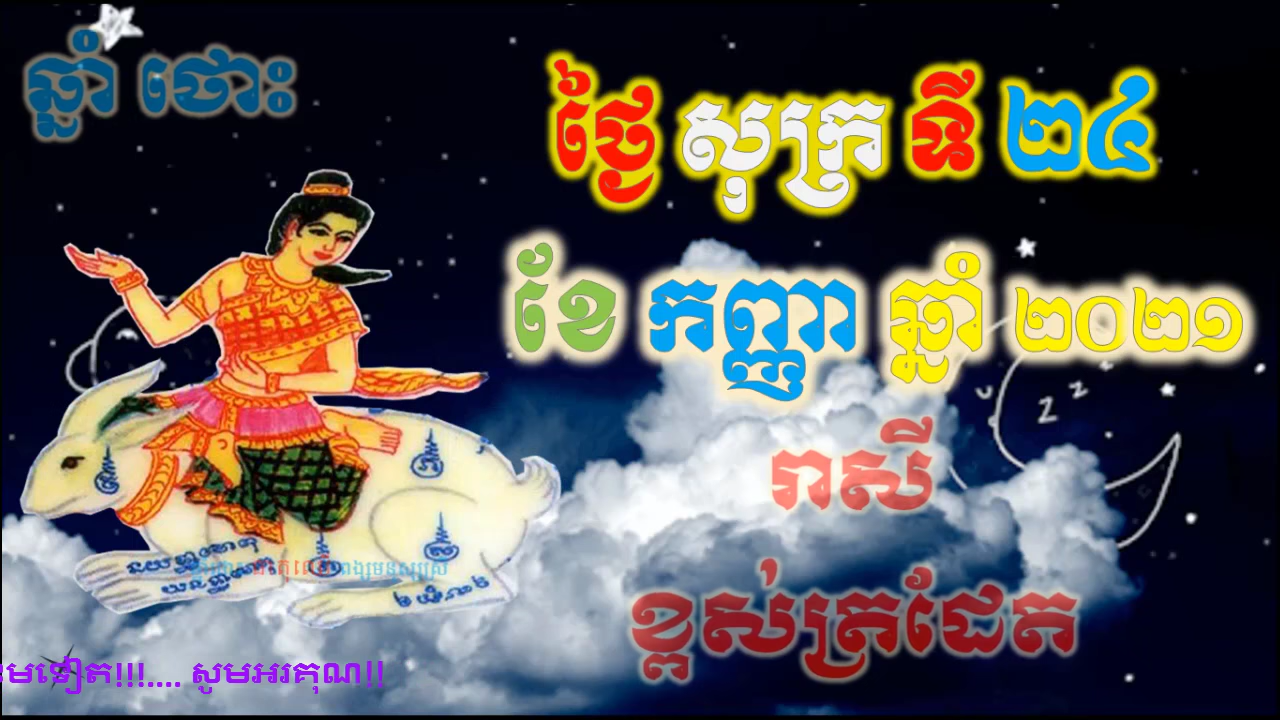 ឆ្នាំ ថោះ
ថ្ងៃ សុក្រ ទី ២៤
ខែ កញ្ញា ឆ្នាំ ២០២១
រាសី
ខ្ពស់ត្រដែត
ទៀត!!!.... សូមអរគុណ!!